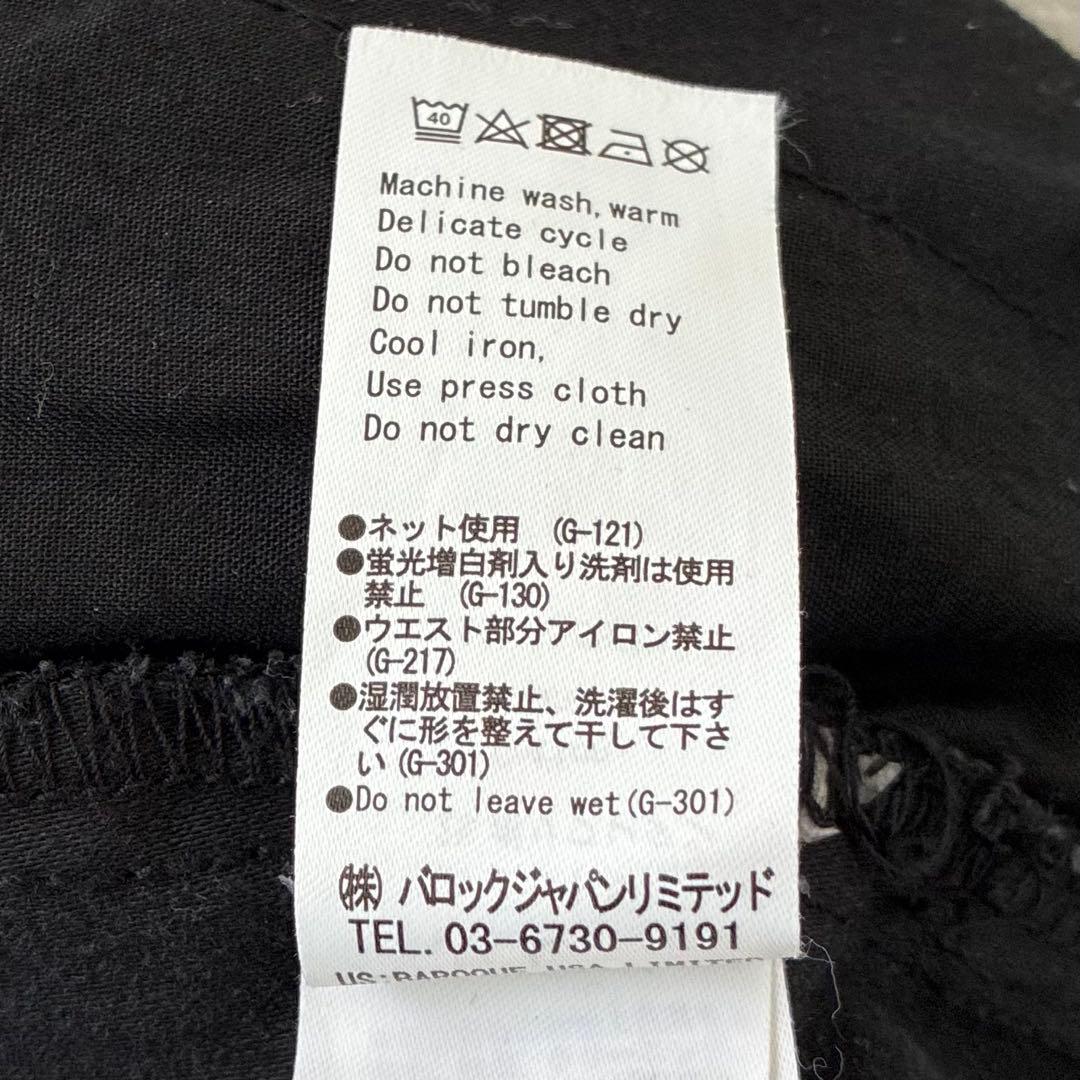 40
Machine wash, warm
Delicate cycle
Do not bleach
Do not tumble dry
Cool iron,
Use press cloth
Do not dry clean
●ネット使用 (G-121)
●蛍光増白剤入り洗剤は使用
禁止 (G-130)
●ウエスト部分アイロン禁止
(G-217)
●湿潤放置禁止、洗濯後はす
ぐに形を整えて干して下さ
い (G-301)
●Do not leave wet(G-301)
(株) バロックジャパンリミテッド
TEL. 03-6730-9191
US:BAROQUE USA LIMITED